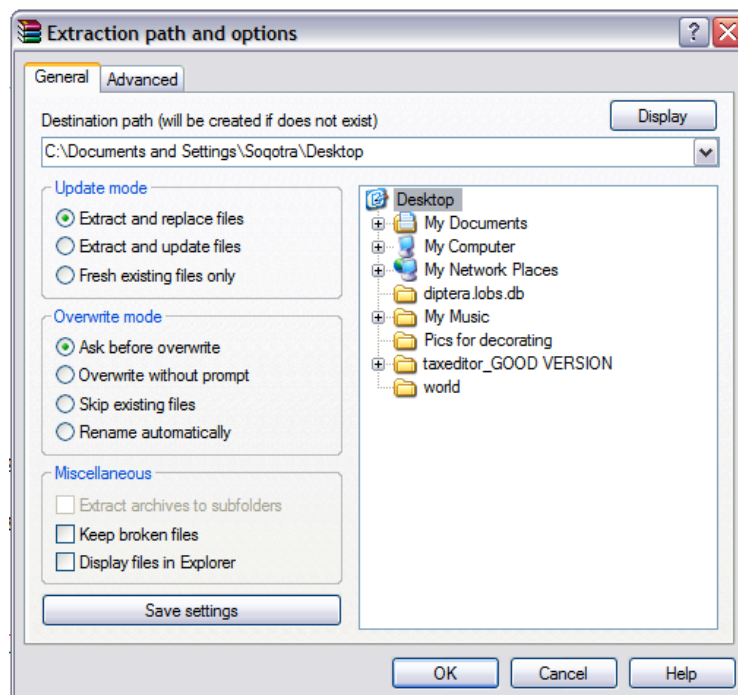 Extraction path and options
General
Advanced
Destination path (will be created if does not exist)
Display
C:\Documents and Settings\Soqotra\Desktop
Update mode
Extract and replace files
Extract and update files
Fresh existing files only
Overwrite mode
Ask before overwrite
Overwrite without prompt
Skip existing files
Rename automatically
Miscellaneous
Extract archives to subfolders
Keep broken files
Display files in Explorer
Save settings
Desktop
My Documents
My Computer
My Network Places
diptera.lobs.db
My Music
Pics for decorating
taxeditor_GOOD VERSION
world
OK
Cancel
Help